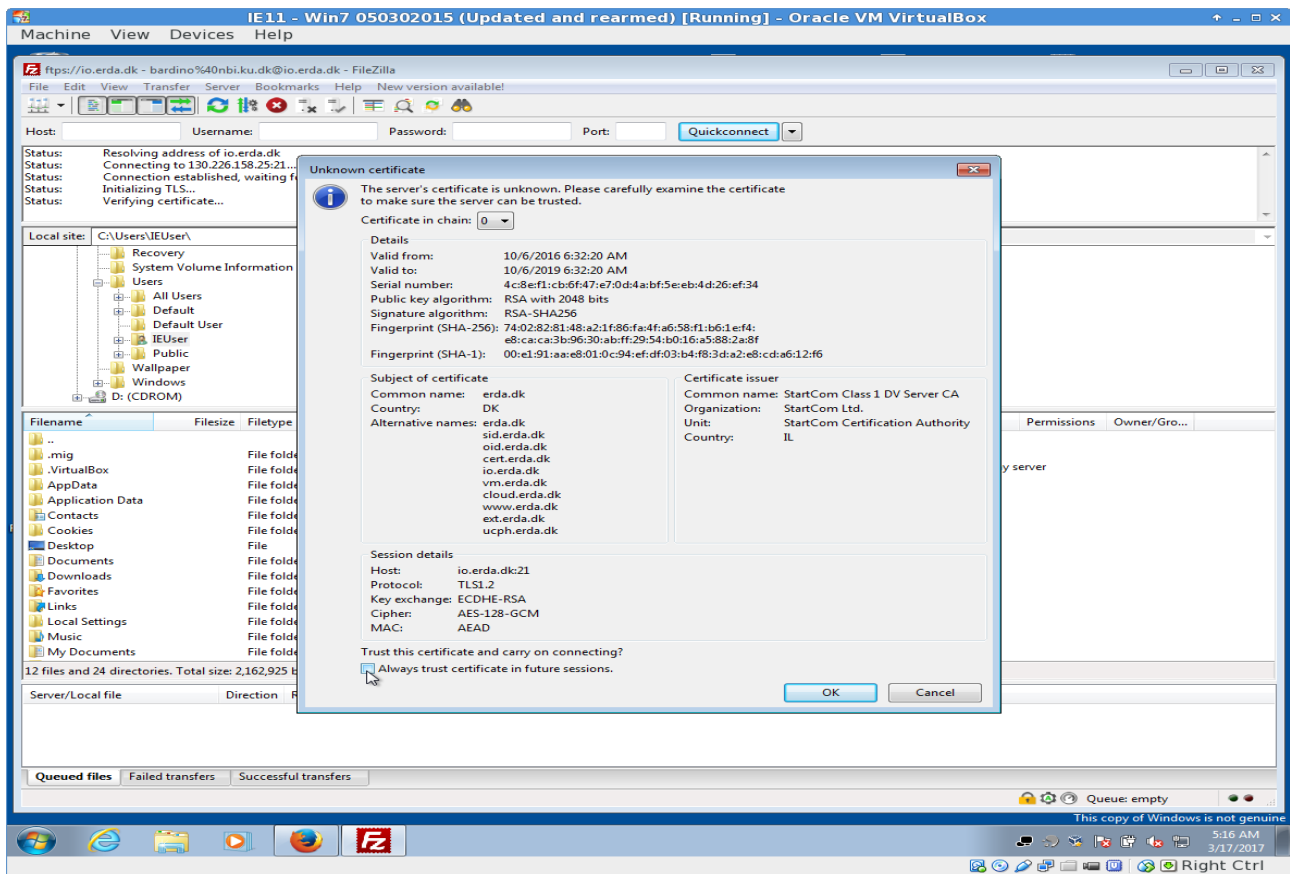 IE11 - Win7 050302015 (Updated and rearmed) [Running] - Oracle VM VirtualBox
Machine View Devices Help
ftps://io.erda.dk - bardino%40nbi.ku.dk@io.erda.dk - FileZilla
File Edit View Transfer Server Bookmarks Help New version available!
Host: Username: Password: Port: Quickconnect
Status: Resolving address of io.erda.dk
Status: Connecting to 130.226.158.25:21...
Status: Connection established, waiting f
Status: Initializing TLS...
Status: Verifying certificate...
Local site: C:\Users\IEUser\
Recovery
System Volume Information
Users
All Users
Default
Default User
IEUser
Public
Wallpaper
Windows
D: (CDROM)
Filename Filesize Filetype
..
.mig File folde
.VirtualBox File folde
AppData File folde
Application Data File folde
Contacts File folde
Cookies File folde
Desktop File
Documents File folde
Downloads File folde
Favorites File folde
Links File folde
Local Settings File folde
Music File folde
My Documents File folde
12 files and 24 directories. Total size: 2,162,925 b
Server/Local file Direction R
Permissions Owner/Gro...
y server
Unknown certificate
The server's certificate is unknown. Please carefully examine the certificate
to make sure the server can be trusted.
Certificate in chain: 0
Details
Valid from: 10/6/2016 6:32:20 AM
Valid to: 10/6/2019 6:32:20 AM
Serial number: 4c:8e:f1:cb:6f:47:e7:0d:4a:bf:5e:eb:4d:26:ef:34
Public key algorithm: RSA with 2048 bits
Signature algorithm: RSA-SHA256
Fingerprint (SHA-256): 74:02:82:81:48:a2:1f:86:fa:4f:a6:58:f1:b6:1e:f4:
e8:ca:ca:3b:96:30:ab:ff:29:54:b0:16:a5:88:2a:8f
Fingerprint (SHA-1): 00:e1:91:aa:e8:01:0c:94:ef:df:03:b4:f8:3d:a2:e8:cd:a6:12:f6
Subject of certificate
Common name: erda.dk
Country: DK
Alternative names: erda.dk
sid.erda.dk
oid.erda.dk
cert.erda.dk
io.erda.dk
vm.erda.dk
cloud.erda.dk
www.erda.dk
ext.erda.dk
ucph.erda.dk
Certificate issuer
Common name: StartCom Class 1 DV Server CA
Organization: StartCom Ltd.
Unit: StartCom Certification Authority
Country: IL
Session details
Host: io.erda.dk:21
Protocol: TLS1.2
Key exchange: ECDHE-RSA
Cipher: AES-128-GCM
MAC: AEAD
Trust this certificate and carry on connecting?
Always trust certificate in future sessions.
OK Cancel
Queued files Failed transfers Successful transfers
Queue: empty
This copy of Windows is not genuine
5:16 AM
3/17/2017
Right Ctrl